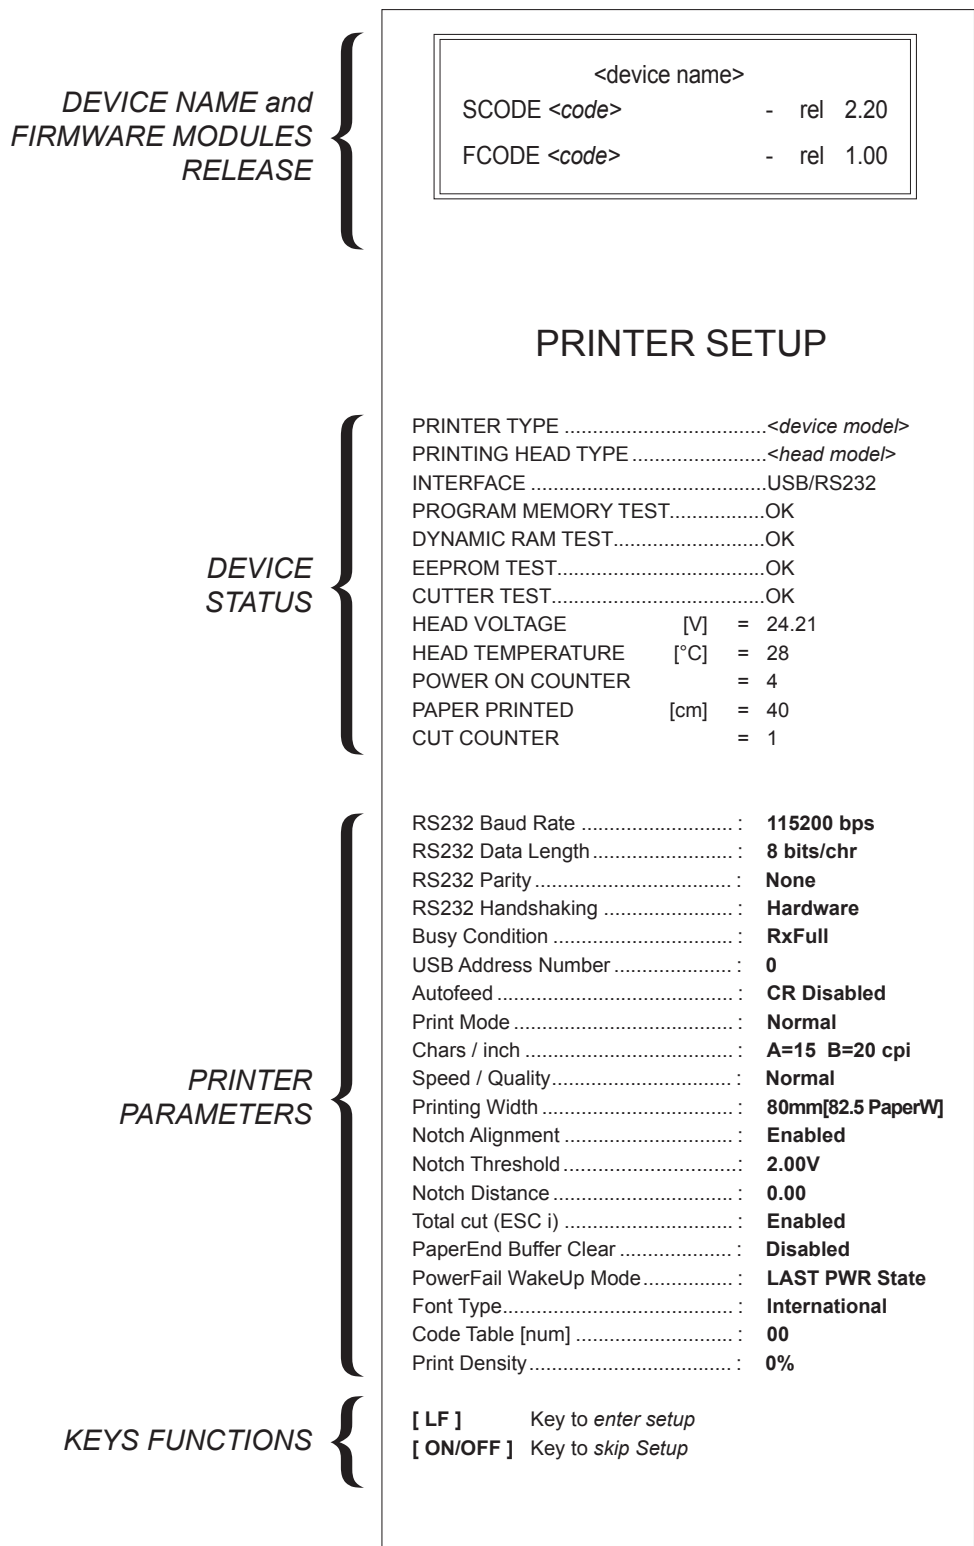 DEVICE NAME and
FIRMWARE MODULES
RELEASE
<device name>
SCODE <code> - rel 2.20
FCODE <code> - rel 1.00
PRINTER SETUP
DEVICE
STATUS
PRINTER TYPE ...................................<device model>
PRINTING HEAD TYPE .......................<head model>
INTERFACE .........................................USB/RS232
PROGRAM MEMORY TEST.................OK
DYNAMIC RAM TEST..........................OK
EEPROM TEST....................................OK
CUTTER TEST.....................................OK
HEAD VOLTAGE [V] = 24.21
HEAD TEMPERATURE [°C] = 28
POWER ON COUNTER = 4
PAPER PRINTED [cm] = 40
CUT COUNTER = 1
PRINTER
PARAMETERS
RS232 Baud Rate ........................... : 115200 bps
RS232 Data Length ......................... : 8 bits/chr
RS232 Parity ................................... : None
RS232 Handshaking ....................... : Hardware
Busy Condition ................................ : RxFull
USB Address Number ..................... : 0
Autofeed .......................................... : CR Disabled
Print Mode ....................................... : Normal
Chars / inch ..................................... : A=15 B=20 cpi
Speed / Quality................................ : Normal
Printing Width .................................. : 80mm[82.5 PaperW]
Notch Alignment .............................. : Enabled
Notch Threshold ...............................: 2.00V
Notch Distance ................................ : 0.00
Total cut (ESC i) .............................. : Enabled
PaperEnd Buffer Clear .................... : Disabled
PowerFail WakeUp Mode................ : LAST PWR State
Font Type......................................... : International
Code Table [num] ............................ : 00
Print Density.................................... : 0%
KEYS FUNCTIONS
[ LF ] Key to enter setup
[ ON/OFF ] Key to skip Setup